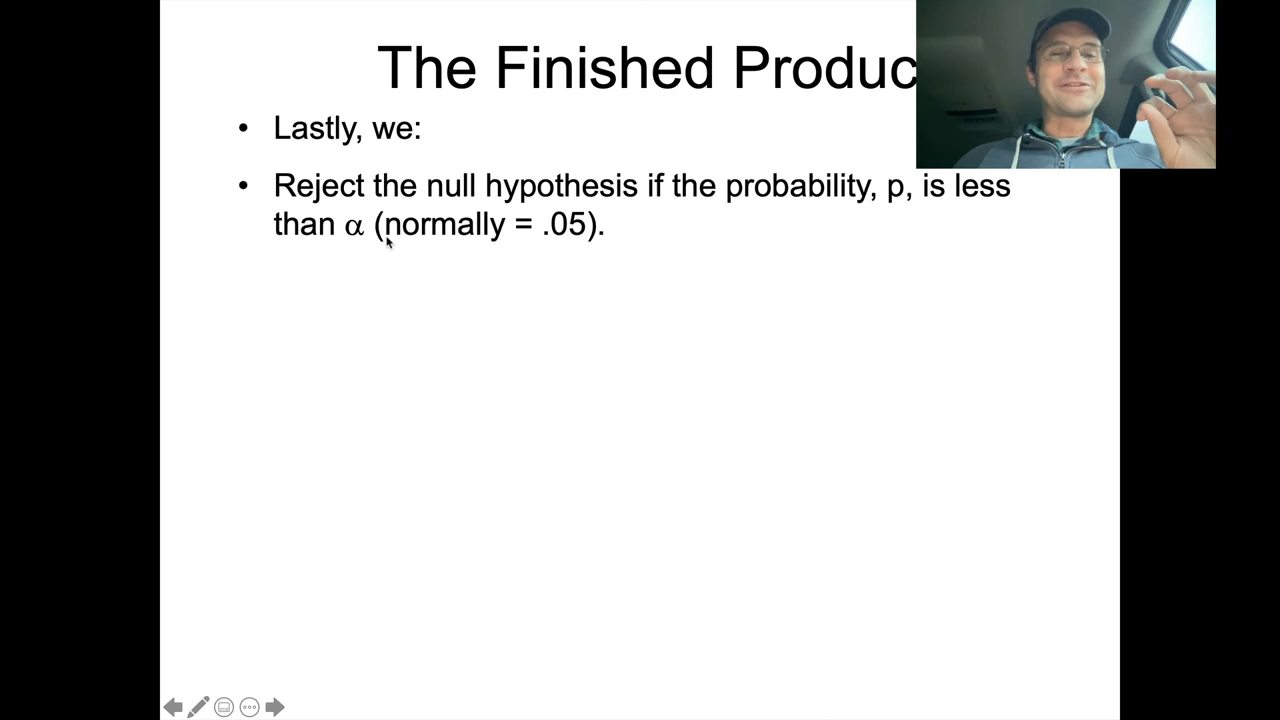 The Finished Produc
• Lastly, we:
• Reject the null hypothesis if the probability, p, is less
than α (normally = .05).